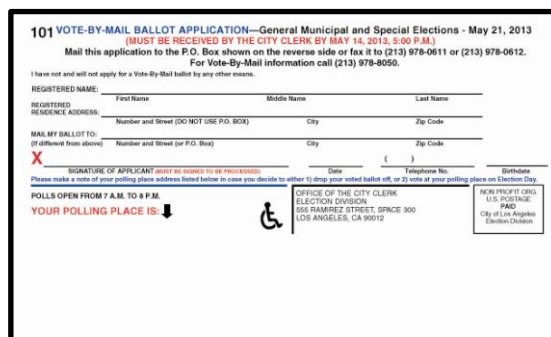 101 VOTE-BY-MAIL BALLOT APPLICATION—General Municipal and Special Elections - May 21, 2013
(MUST BE RECEIVED BY THE CITY CLERK BY MAY 14, 2013, 5:00 P.M.)
Mail this application to the P.O. Box shown on the reverse side or fax it to (213) 978-0611 or (213) 978-0612.
For Vote-By-Mail information call (213) 978-8050.
I have not and will not apply for a Vote-By-Mail ballot by any other means.
REGISTERED NAME:
First Name Middle Name Last Name
REGISTERED
RESIDENCE ADDRESS:
Number and Street (DO NOT USE P.O. BOX) City Zip Code
MAIL MY BALLOT TO:
(If different from above) Number and Street (or P.O. Box) City Zip Code
X ( )
SIGNATURE OF APPLICANT (MUST BE SIGNED TO BE PROCESSED) Date Telephone No. Birthdate
Please make a note of your polling place address listed below in case you decide to either 1) drop your voted ballot off, or 2) vote at your polling place on Election Day.
POLLS OPEN FROM 7 A.M. TO 8 P.M.
YOUR POLLING PLACE IS:
OFFICE OF THE CITY CLERK
ELECTION DIVISION
555 RAMIREZ STREET, SPACE 300
LOS ANGELES, CA 90012
NON PROFIT ORG.
U.S. POSTAGE
PAID
City of Los Angeles
Election Division